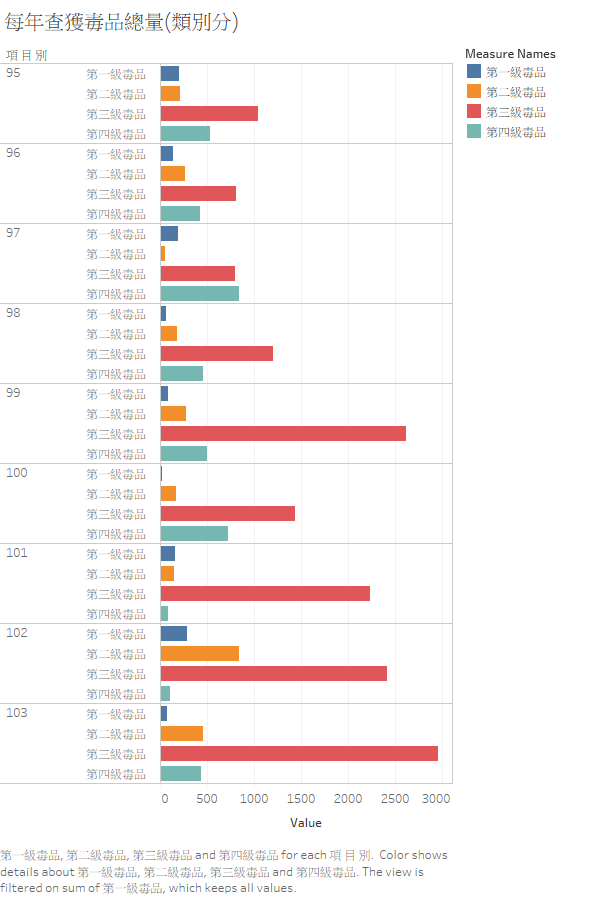 每年查獲毒品總量(類別分)
項目別
Measure Names
第一級毒品
第二級毒品
第三級毒品
第四級毒品
95
第一級毒品
第二級毒品
第三級毒品
第四級毒品
96
第一級毒品
第二級毒品
第三級毒品
第四級毒品
97
第一級毒品
第二級毒品
第三級毒品
第四級毒品
98
第一級毒品
第二級毒品
第三級毒品
第四級毒品
99
第一級毒品
第二級毒品
第三級毒品
第四級毒品
100
第一級毒品
第二級毒品
第三級毒品
第四級毒品
101
第一級毒品
第二級毒品
第三級毒品
第四級毒品
102
第一級毒品
第二級毒品
第三級毒品
第四級毒品
103
第一級毒品
第二級毒品
第三級毒品
第四級毒品
0 500 1000 1500 2000 2500 3000
Value
第一級毒品, 第二級毒品, 第三級毒品 and 第四級毒品 for each 項 目 別. Color shows
details about 第一級毒品, 第二級毒品, 第三級毒品 and 第四級毒品. The view is
filtered on sum of 第一級毒品, which keeps all values.